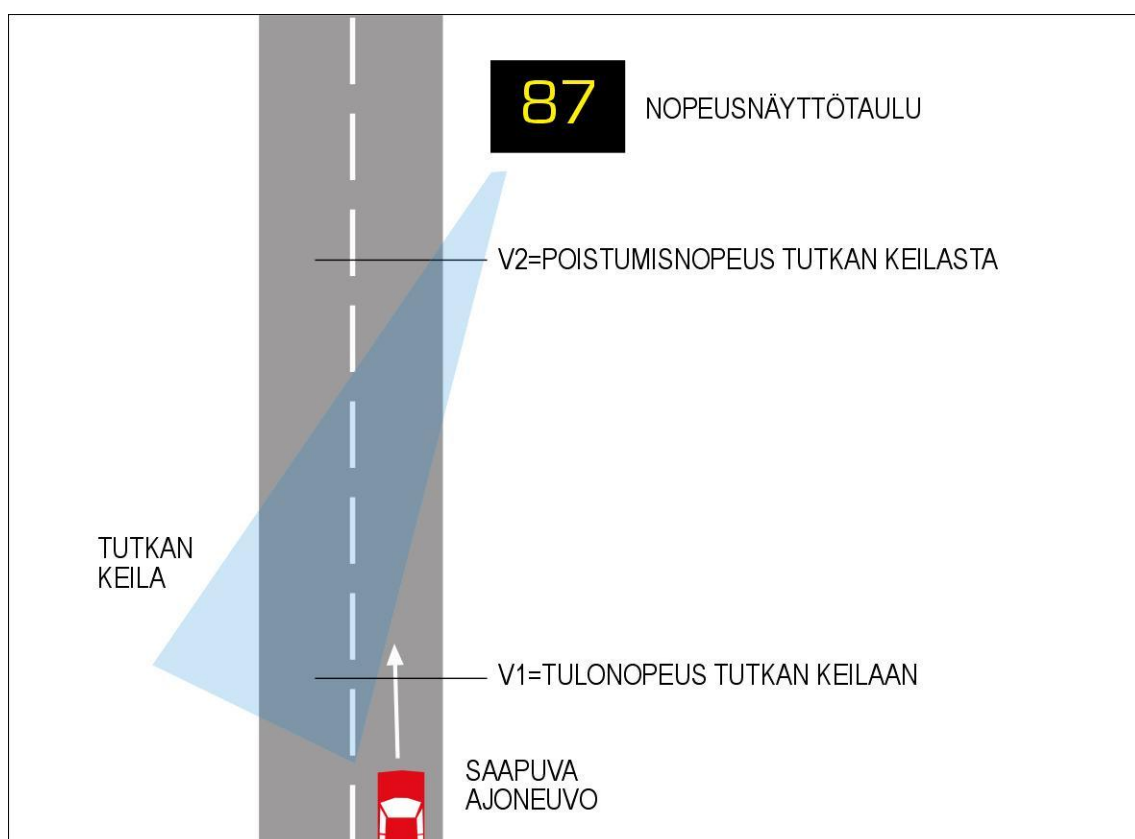 87
NOPEUSNÄYTTÖTAULU
V2=POISTUMISNOPEUS TUTKAN KEILASTA
TUTKAN
KEILA
V1=TULONOPEUS TUTKAN KEILAAN
SAAPUVA
AJONEUVO